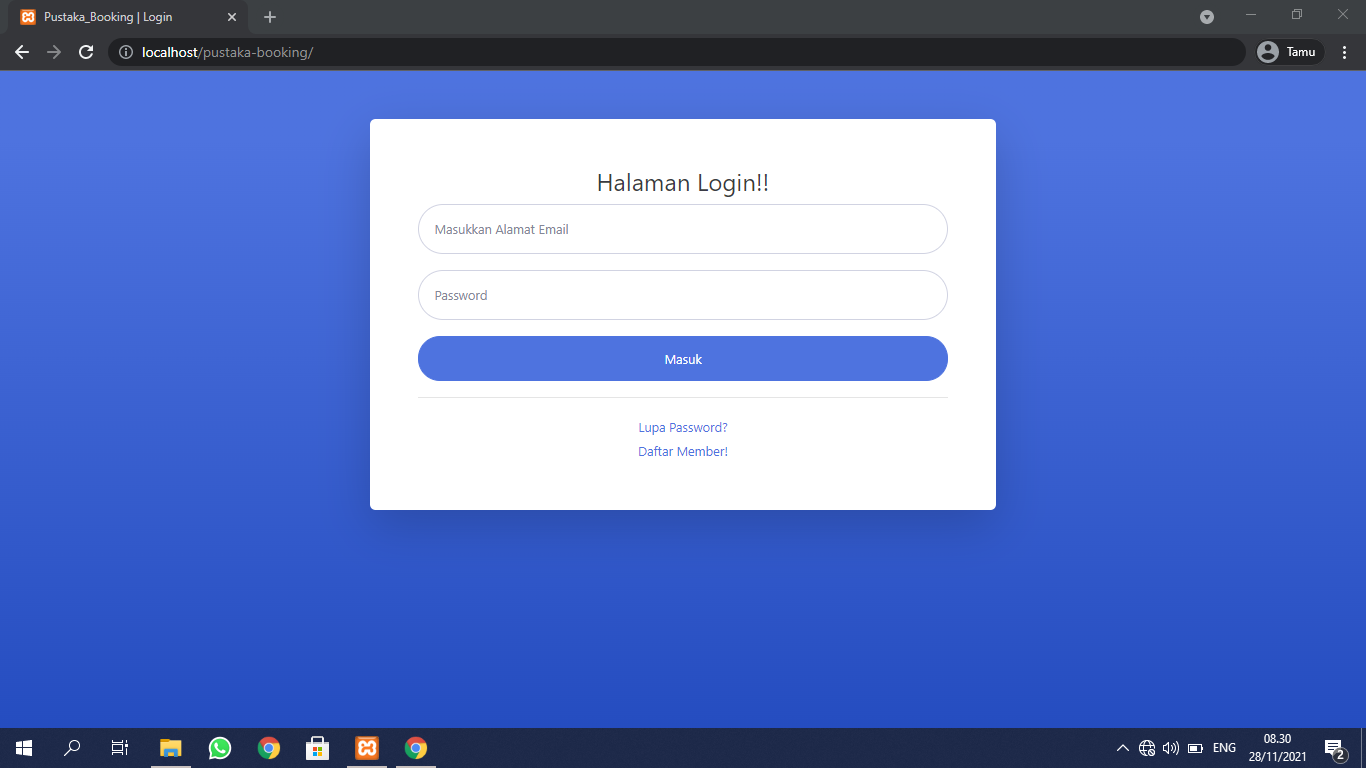 Pustaka_Booking | Login
localhost/pustaka-booking/
Tamu
Halaman Login!!
Masukkan Alamat Email
Password
Masuk
Lupa Password?
Daftar Member!
ENG
08.30
28/11/2021
2